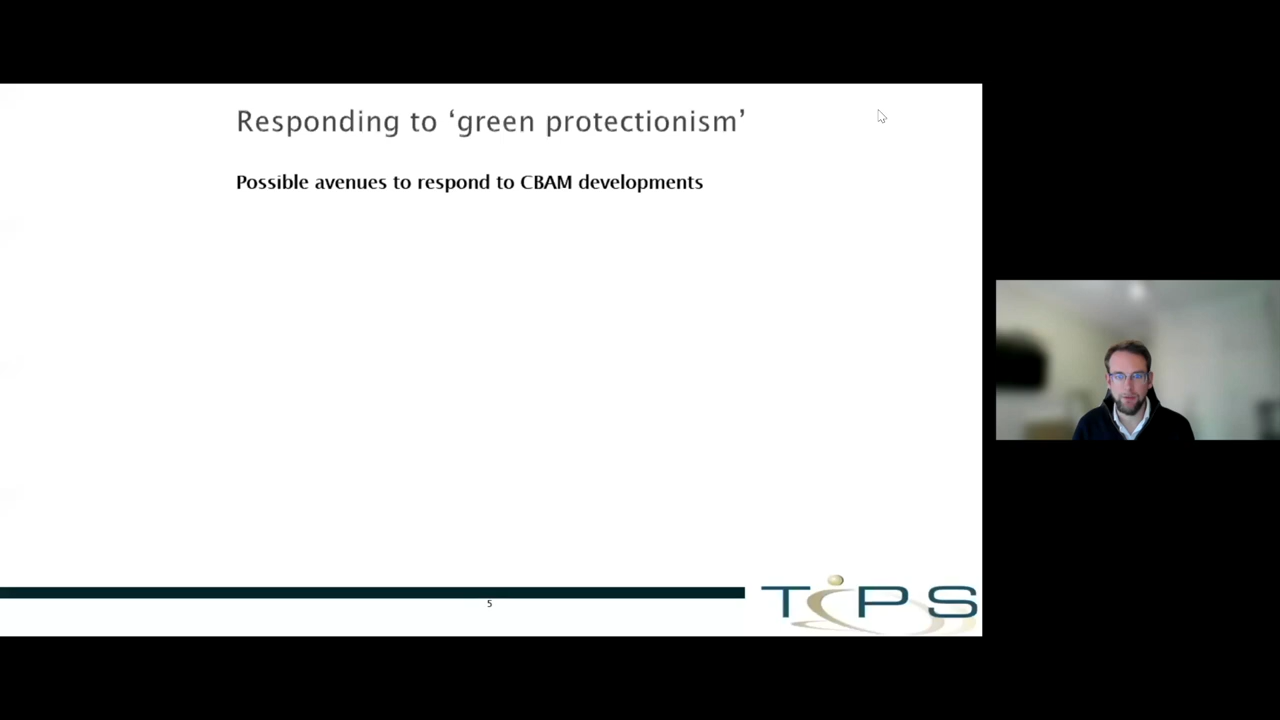 Responding to ‘green protectionism’
Possible avenues to respond to CBAM developments
5
TIPS